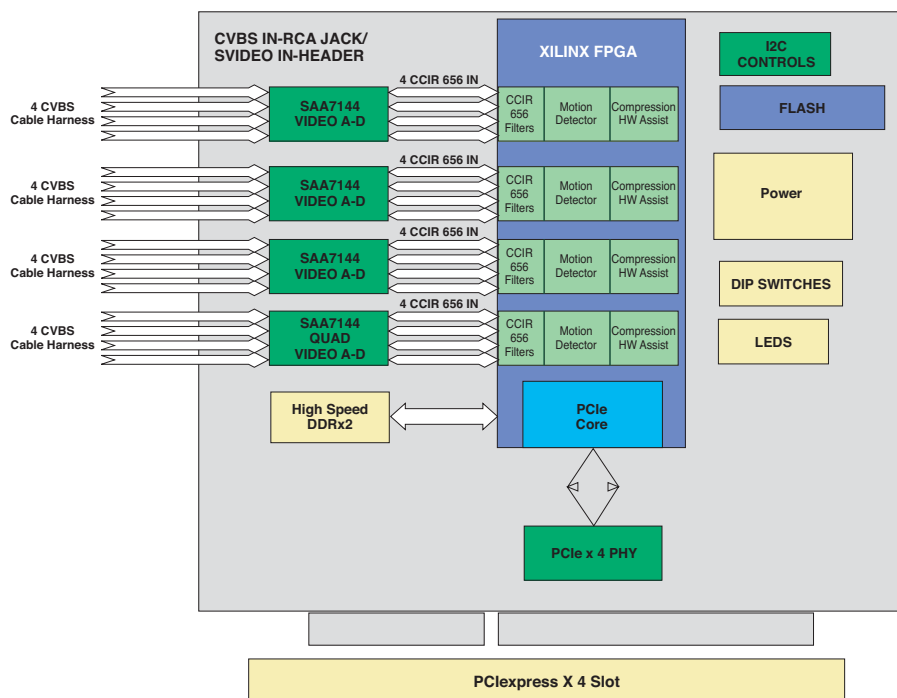 CVBS IN-RCA JACK/
SVIDEO IN-HEADER
XILINX FPGA
I2C
CONTROLS
FLASH
Power
DIP SWITCHES
LEDS
4 CVBS
Cable Harness
SAA7144
VIDEO A-D
4 CCIR 656 IN
CCIR
656
Filters
Motion
Detector
Compression
HW Assist
4 CVBS
Cable Harness
SAA7144
VIDEO A-D
4 CCIR 656 IN
CCIR
656
Filters
Motion
Detector
Compression
HW Assist
4 CVBS
Cable Harness
SAA7144
VIDEO A-D
4 CCIR 656 IN
CCIR
656
Filters
Motion
Detector
Compression
HW Assist
4 CVBS
Cable Harness
SAA7144
QUAD
VIDEO A-D
4 CCIR 656 IN
CCIR
656
Filters
Motion
Detector
Compression
HW Assist
High Speed
DDRx2
PCIe
Core
PCIe x 4 PHY
PCIexpress X 4 Slot